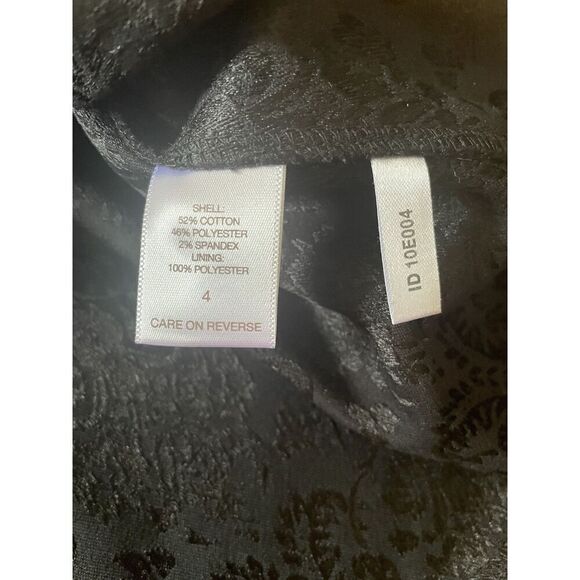 SHELL:
52% COTTON
46% POLYESTER
2% SPANDEX
LINING:
100% POLYESTER
4
CARE ON REVERSE
ID 10E004